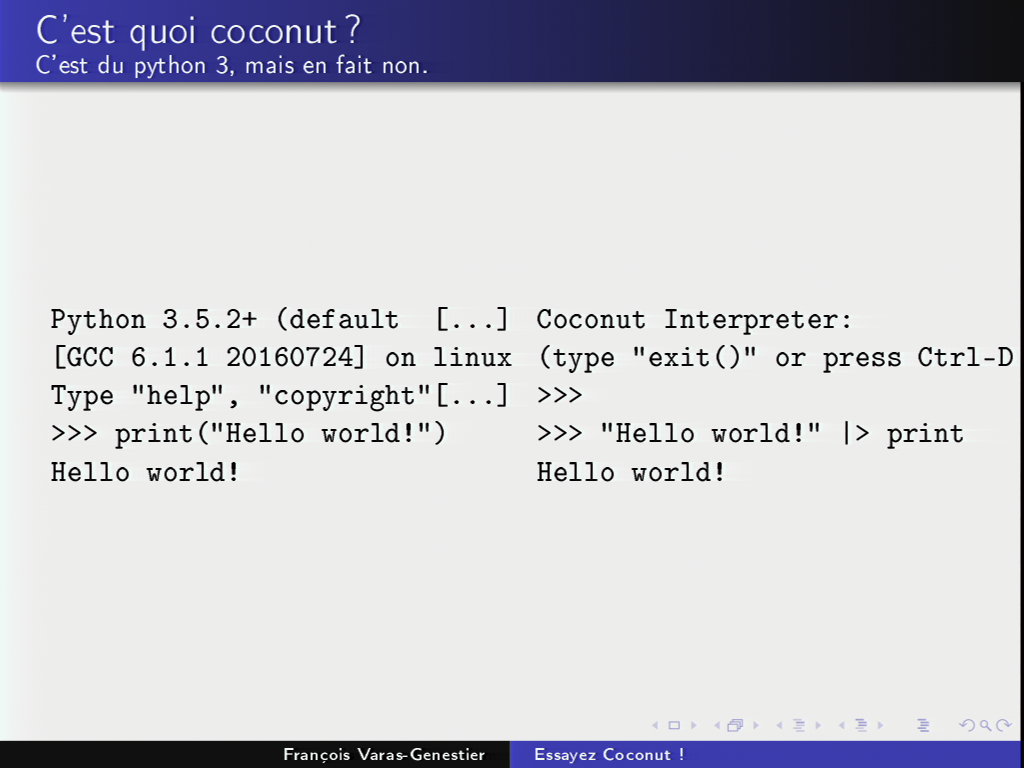 C'est quoi coconut ?
C'est du python 3, mais en fait non.
Python 3.5.2+ (default [...]
[GCC 6.1.1 20160724] on linux
Type "help", "copyright"[...]
>>> print("Hello world!")
Hello world!
Coconut Interpreter:
(type "exit()" or press Ctrl-D
>>>
>>> "Hello world!" |> print
Hello world!
François Varas-Genestier
Essayez Coconut !